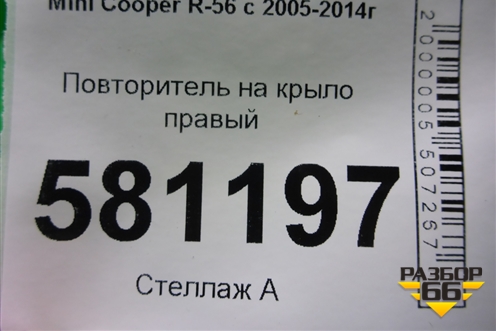 Mini Cooper R-56 с 2005-2014г
Повторитель на крыло
правый
581197
Стеллаж А
2000005507267
РАЗБОР
66